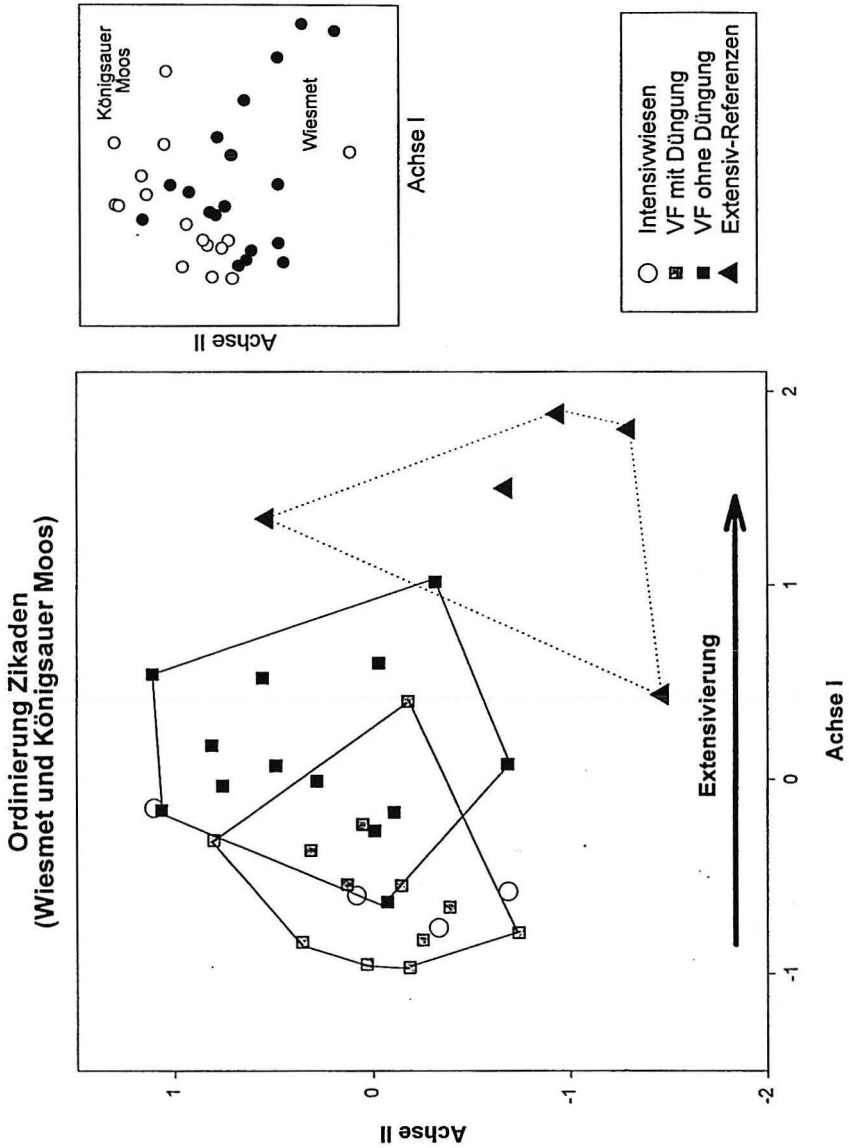 Ordinierung Zikaden
(Wiesmet und Königsauer Moos)
Achse II
1
0
-1
-2
-1
0
1
2
Achse I
Extensivierung
Achse II
Achse I
Königsauer
Moos
Wiesmet
Intensivwiesen
VF mit Düngung
VF ohne Düngung
Extensiv-Referenzen